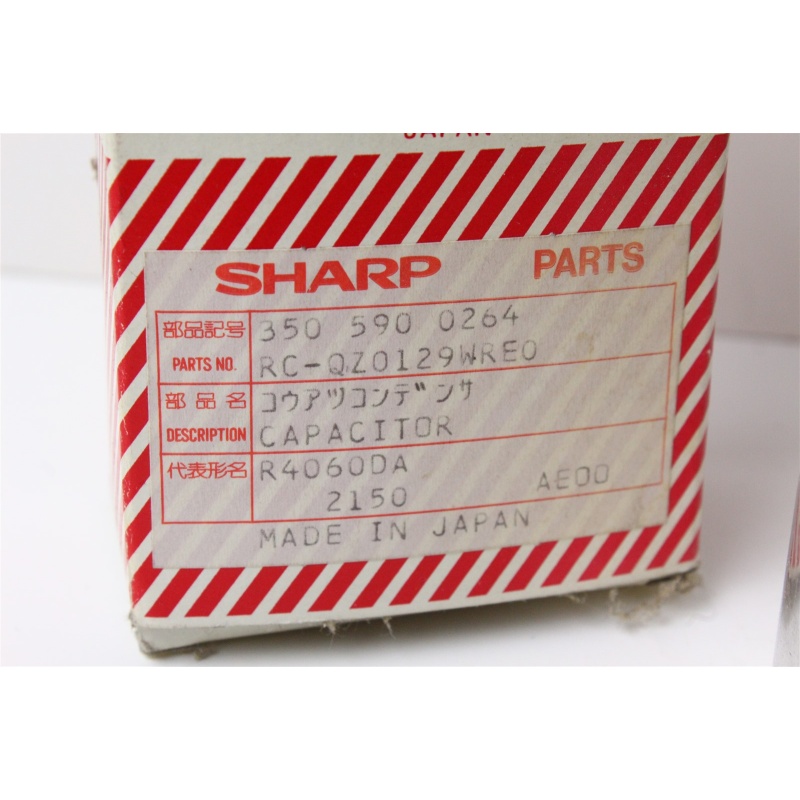 JAPAN
SHARP PARTS
部品記号 350 590 0264
PARTS NO. RC-QZ0129WRE0
部品名 コウアツコンデンサ
DESCRIPTION CAPACITOR
代表形名 R4060DA
2150 AE00
MADE IN JAPAN